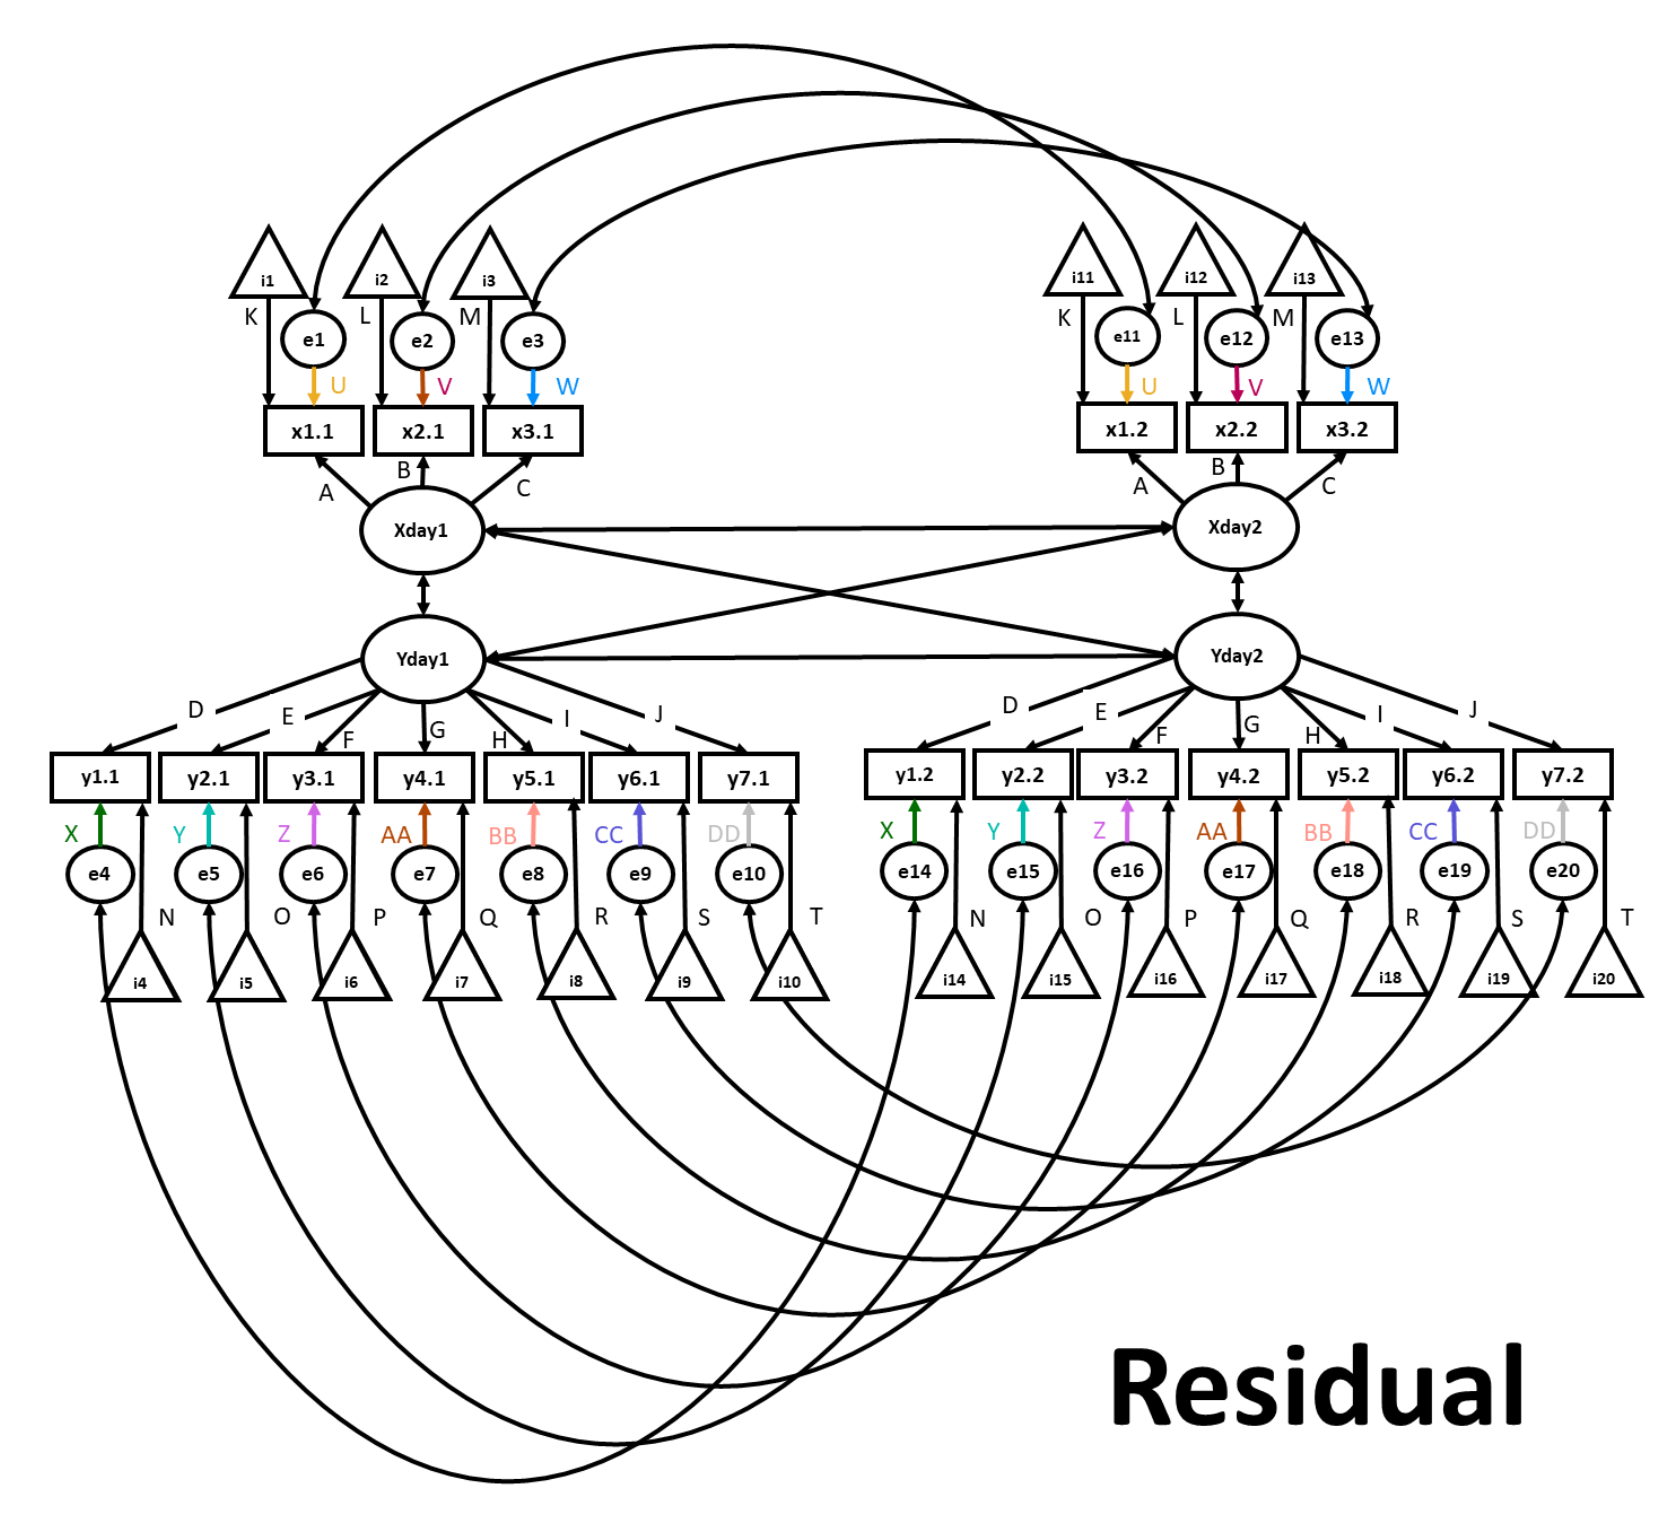 i1 i2 i3 i11 i12 i13
K L M K L M
e1 e2 e3 e11 e12 e13
U V W U V W
x1.1 x2.1 x3.1 x1.2 x2.2 x3.2
A B C A B C
Xday1 Xday2
Yday1 Yday2
D E F G H I J D E F G H I J
y1.1 y2.1 y3.1 y4.1 y5.1 y6.1 y7.1 y1.2 y2.2 y3.2 y4.2 y5.2 y6.2 y7.2
X Y Z AA BB CC DD X Y Z AA BB CC DD
e4 e5 e6 e7 e8 e9 e10 e14 e15 e16 e17 e18 e19 e20
N O P Q R S T N O P Q R S T
i4 i5 i6 i7 i8 i9 i10 i14 i15 i16 i17 i18 i19 i20
Residual